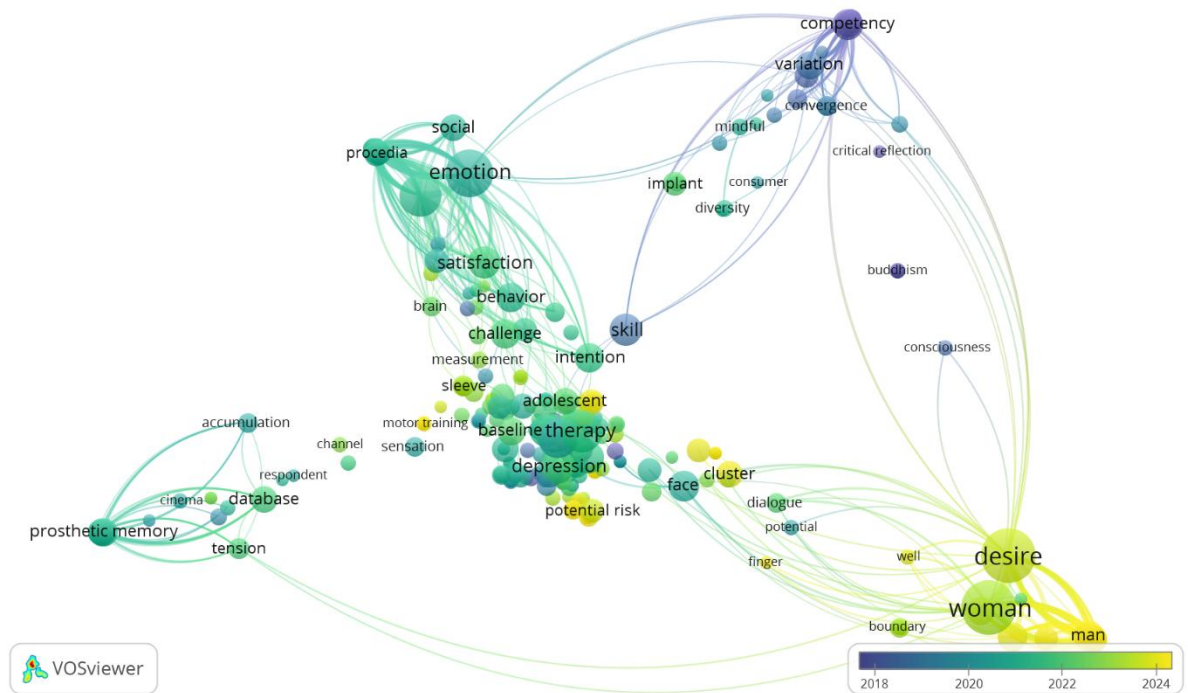 competency
variation
convergence
mindful
critical reflection
social
procedia
emotion
implant
consumer
diversity
satisfaction
buddhism
behavior
brain
skill
challenge
consciousness
intention
measurement
sleeve
adolescent
accumulation
motor training
baseline
therapy
channel
sensation
depression
respondent
cluster
face
database
cinema
potential risk
dialogue
prosthetic memory
potential
tension
well
desire
finger
woman
boundary
man
VOSviewer
2018 2020 2022 2024